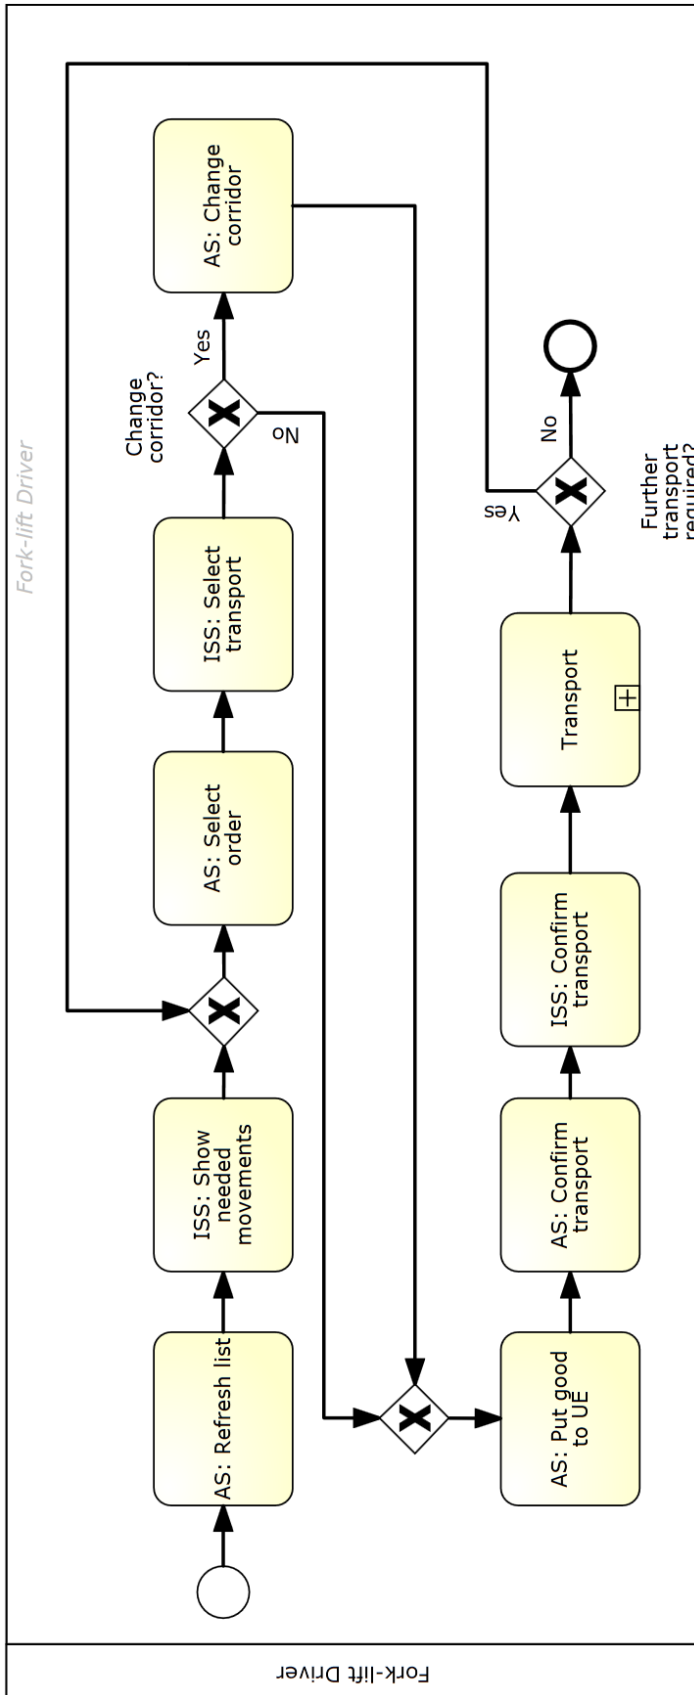 Fork-lift Driver
Fork-lift Driver
AS: Refresh list
ISS: Show
needed
movements
AS: Select
order
ISS: Select
transport
Change
corridor?
Yes
No
AS: Change
corridor
AS: Put good
to UE
AS: Confirm
transport
ISS: Confirm
transport
Transport
Further
transport
required?
Yes
No